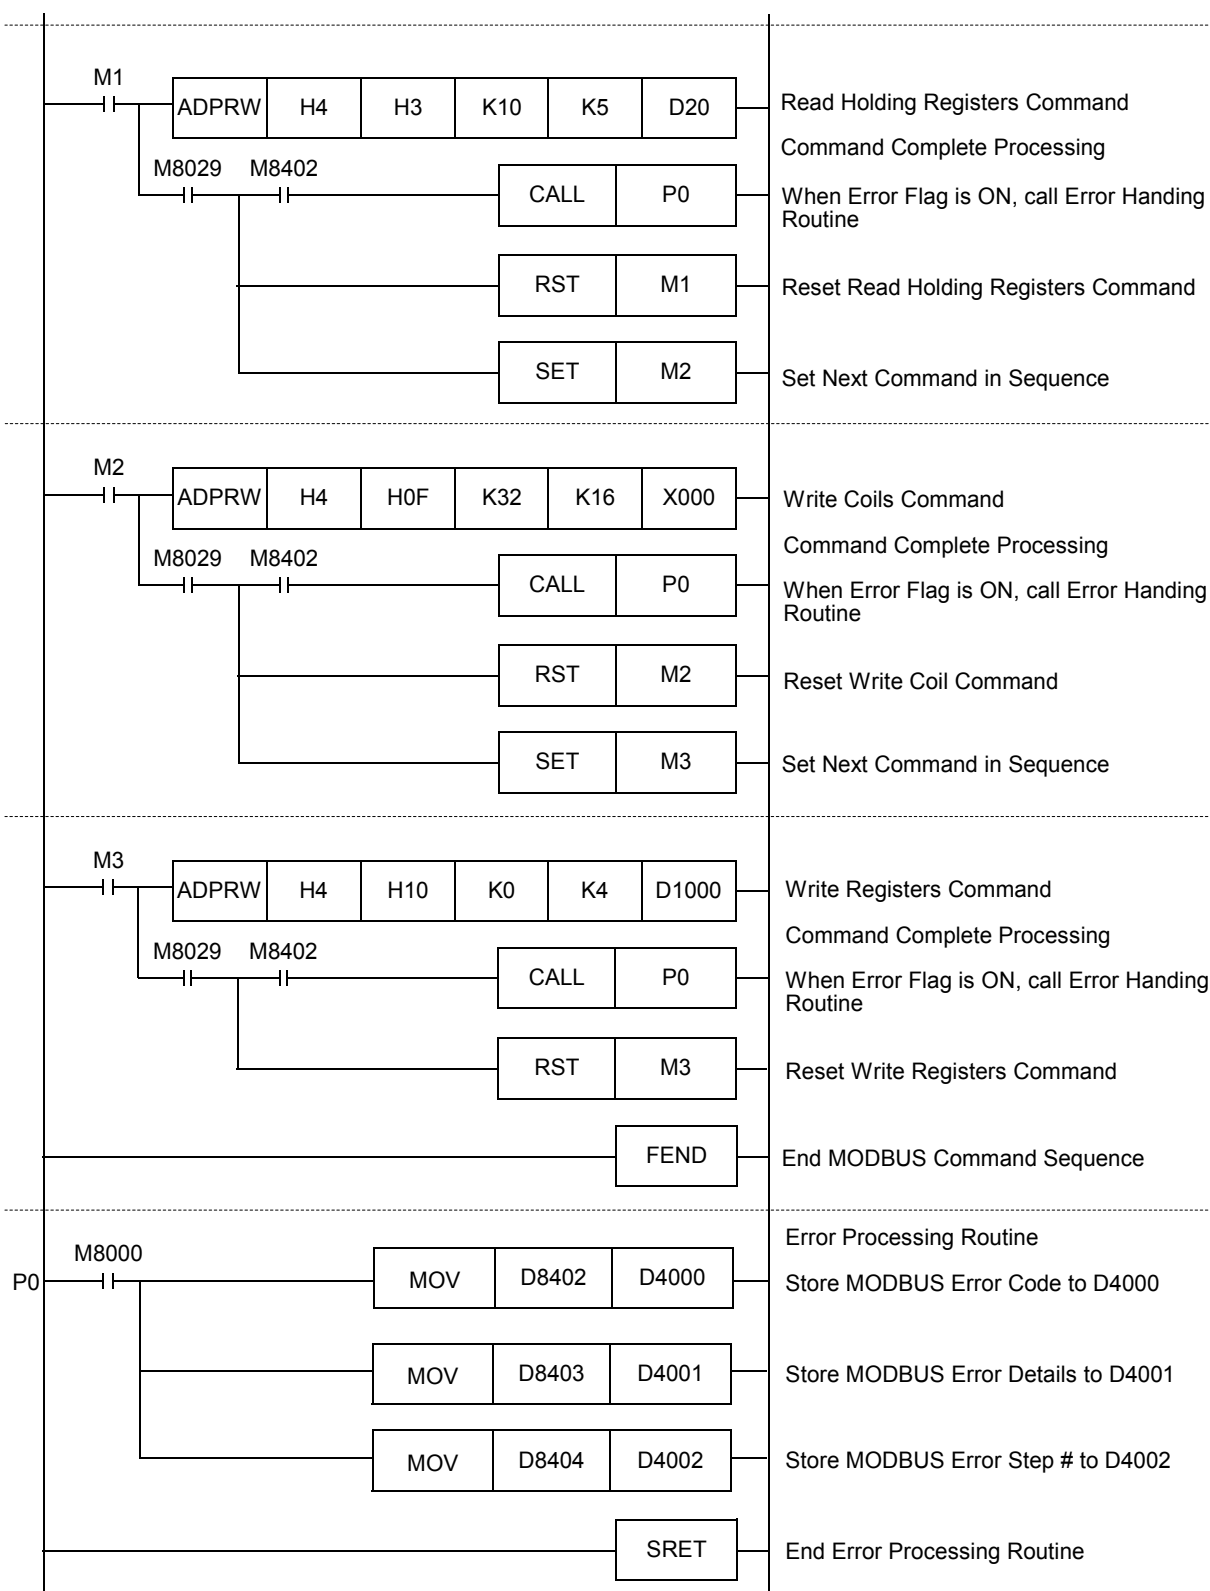 M1
ADPRW H4 H3 K10 K5 D20 Read Holding Registers Command
Command Complete Processing
M8029 M8402
CALL P0 When Error Flag is ON, call Error Handing
Routine
RST M1 Reset Read Holding Registers Command
SET M2 Set Next Command in Sequence
M2
ADPRW H4 H0F K32 K16 X000 Write Coils Command
Command Complete Processing
M8029 M8402
CALL P0 When Error Flag is ON, call Error Handing
Routine
RST M2 Reset Write Coil Command
SET M3 Set Next Command in Sequence
M3
ADPRW H4 H10 K0 K4 D1000 Write Registers Command
Command Complete Processing
M8029 M8402
CALL P0 When Error Flag is ON, call Error Handing
Routine
RST M3 Reset Write Registers Command
FEND End MODBUS Command Sequence
Error Processing Routine
M8000
P0 MOV D8402 D4000 Store MODBUS Error Code to D4000
MOV D8403 D4001 Store MODBUS Error Details to D4001
MOV D8404 D4002 Store MODBUS Error Step # to D4002
SRET End Error Processing Routine